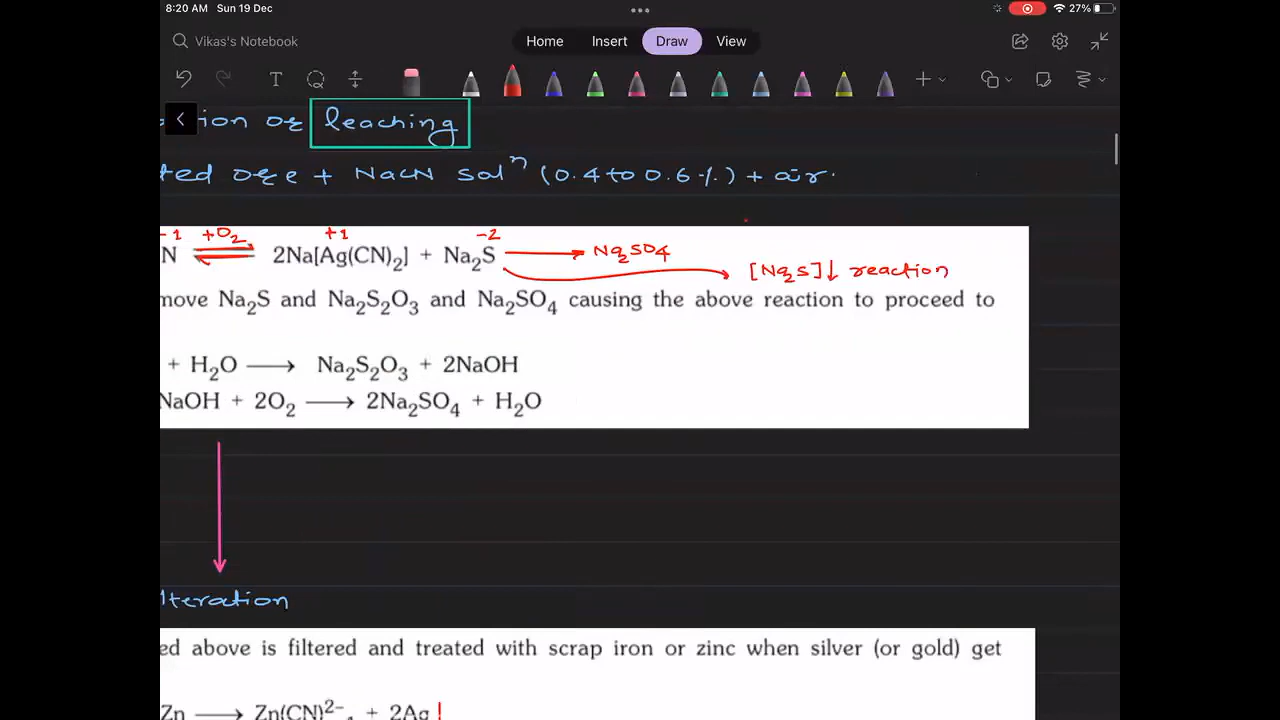 8:20 AM Sun 19 Dec
27%
Vikas's Notebook
Home Insert Draw View
ation or leaching
ted ore + NaCN solⁿ (0.4 to 0.6 %) + air.
-1 +O₂ +1 -2
N ⇌ 2Na[Ag(CN)₂] + Na₂S ⟶ Na₂SO₄
[Na₂S]↓ reaction
move Na₂S and Na₂S₂O₃ and Na₂SO₄ causing the above reaction to proceed to
+ H₂O ⟶ Na₂S₂O₃ + 2NaOH
NaOH + 2O₂ ⟶ 2Na₂SO₄ + H₂O
lteration
ed above is filtered and treated with scrap iron or zinc when silver (or gold) get
Zn ⟶ Zn(CN)²⁻₄ + 2Ag